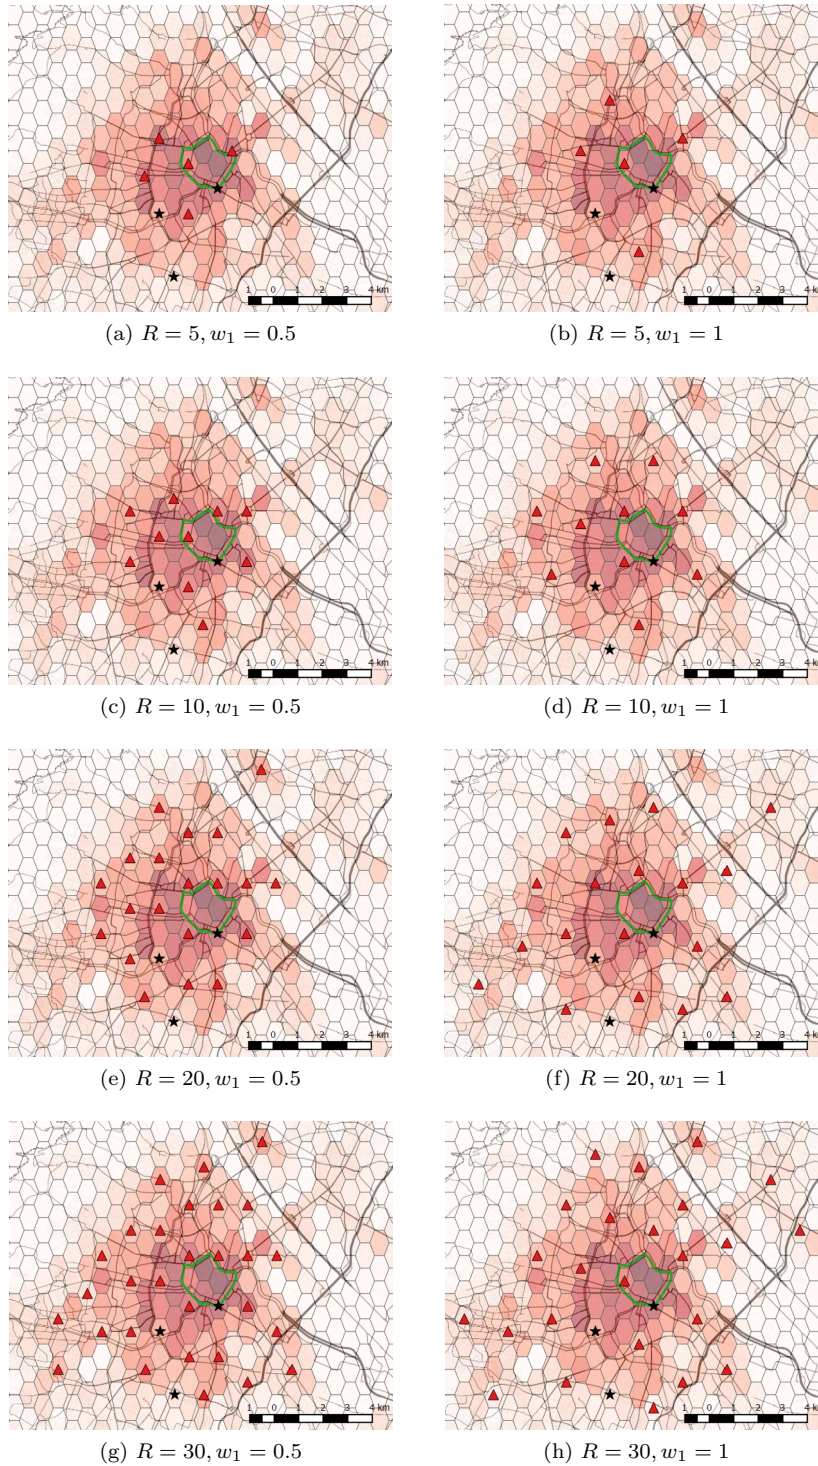 1 0 1 2 3 4 km
1 0 1 2 3 4 km
(a) R = 5, w₁ = 0.5
(b) R = 5, w₁ = 1
1 0 1 2 3 4 km
1 0 1 2 3 4 km
(c) R = 10, w₁ = 0.5
(d) R = 10, w₁ = 1
1 0 1 2 3 4 km
1 0 1 2 3 4 km
(e) R = 20, w₁ = 0.5
(f) R = 20, w₁ = 1
1 0 1 2 3 4 km
1 0 1 2 3 4 km
(g) R = 30, w₁ = 0.5
(h) R = 30, w₁ = 1